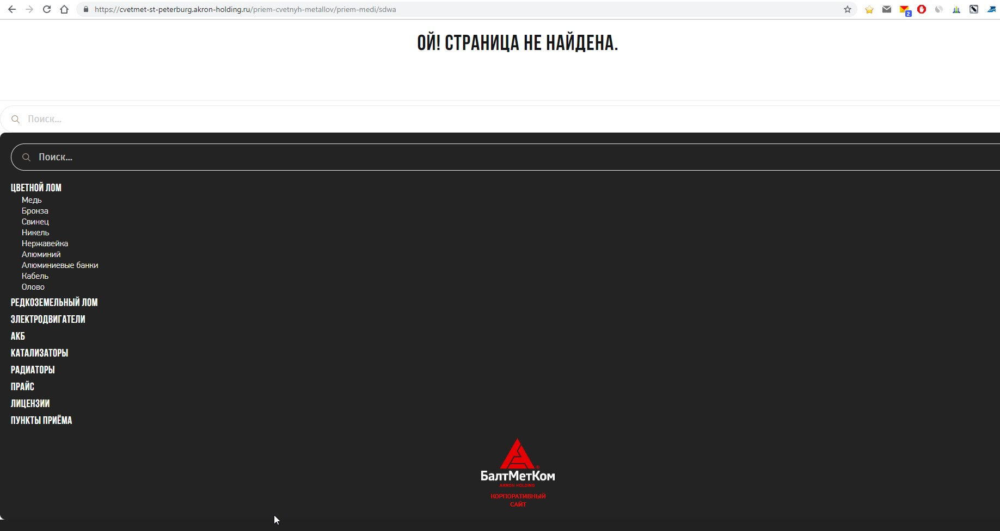 https://cvetmet-st-peterburg.akron-holding.ru/priem-cvetnyh-metallov/priem-medi/sdwa
2
ОЙ! СТРАНИЦА НЕ НАЙДЕНА.
Поиск...
Поиск...
ЦВЕТНОЙ ЛОМ
Медь
Бронза
Свинец
Никель
Нержавейка
Алюминий
Алюминиевые банки
Кабель
Олово
РЕДКОЗЕМЕЛЬНЫЙ ЛОМ
ЭЛЕКТРОДВИГАТЕЛИ
АКБ
КАТАЛИЗАТОРЫ
РАДИАТОРЫ
ПРАЙС
ЛИЦЕНЗИИ
ПУНКТЫ ПРИЁМА
БалтМетКом
AKRON HOLDING
КОРПОРАТИВНЫЙ
САЙТ